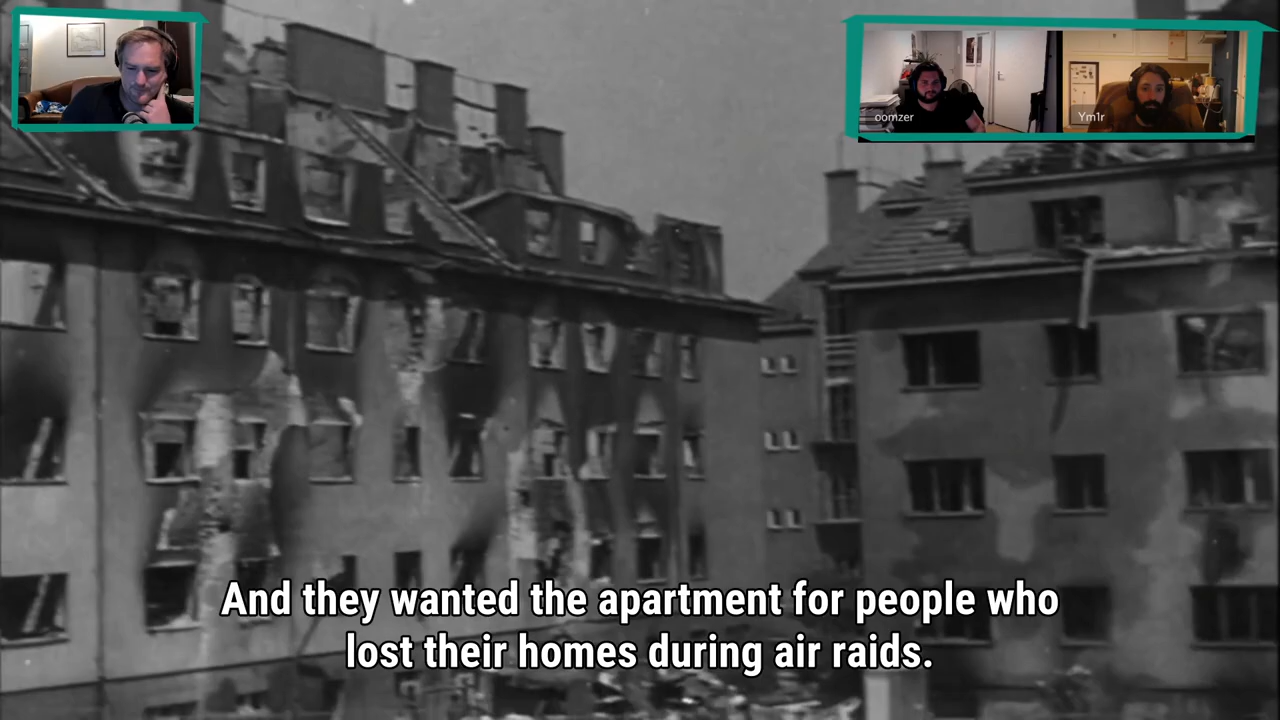 oomzer
Ym1r
And they wanted the apartment for people who
lost their homes during air raids.